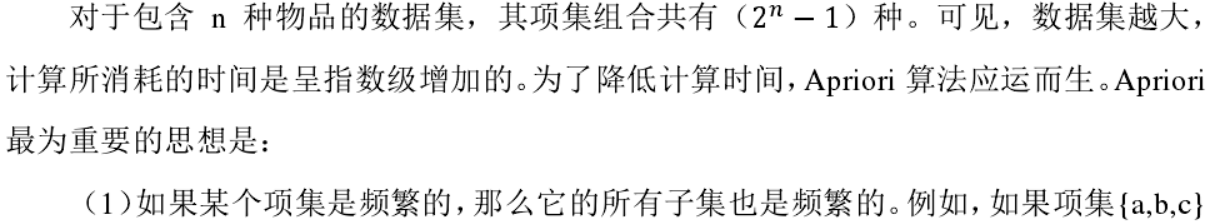 对于包含 n 种物品的数据集，其项集组合共有（2ⁿ − 1）种。可见，数据集越大，
计算所消耗的时间是呈指数级增加的。为了降低计算时间，Apriori 算法应运而生。Apriori
最为重要的思想是：
（1）如果某个项集是频繁的，那么它的所有子集也是频繁的。例如，如果项集{a,b,c}